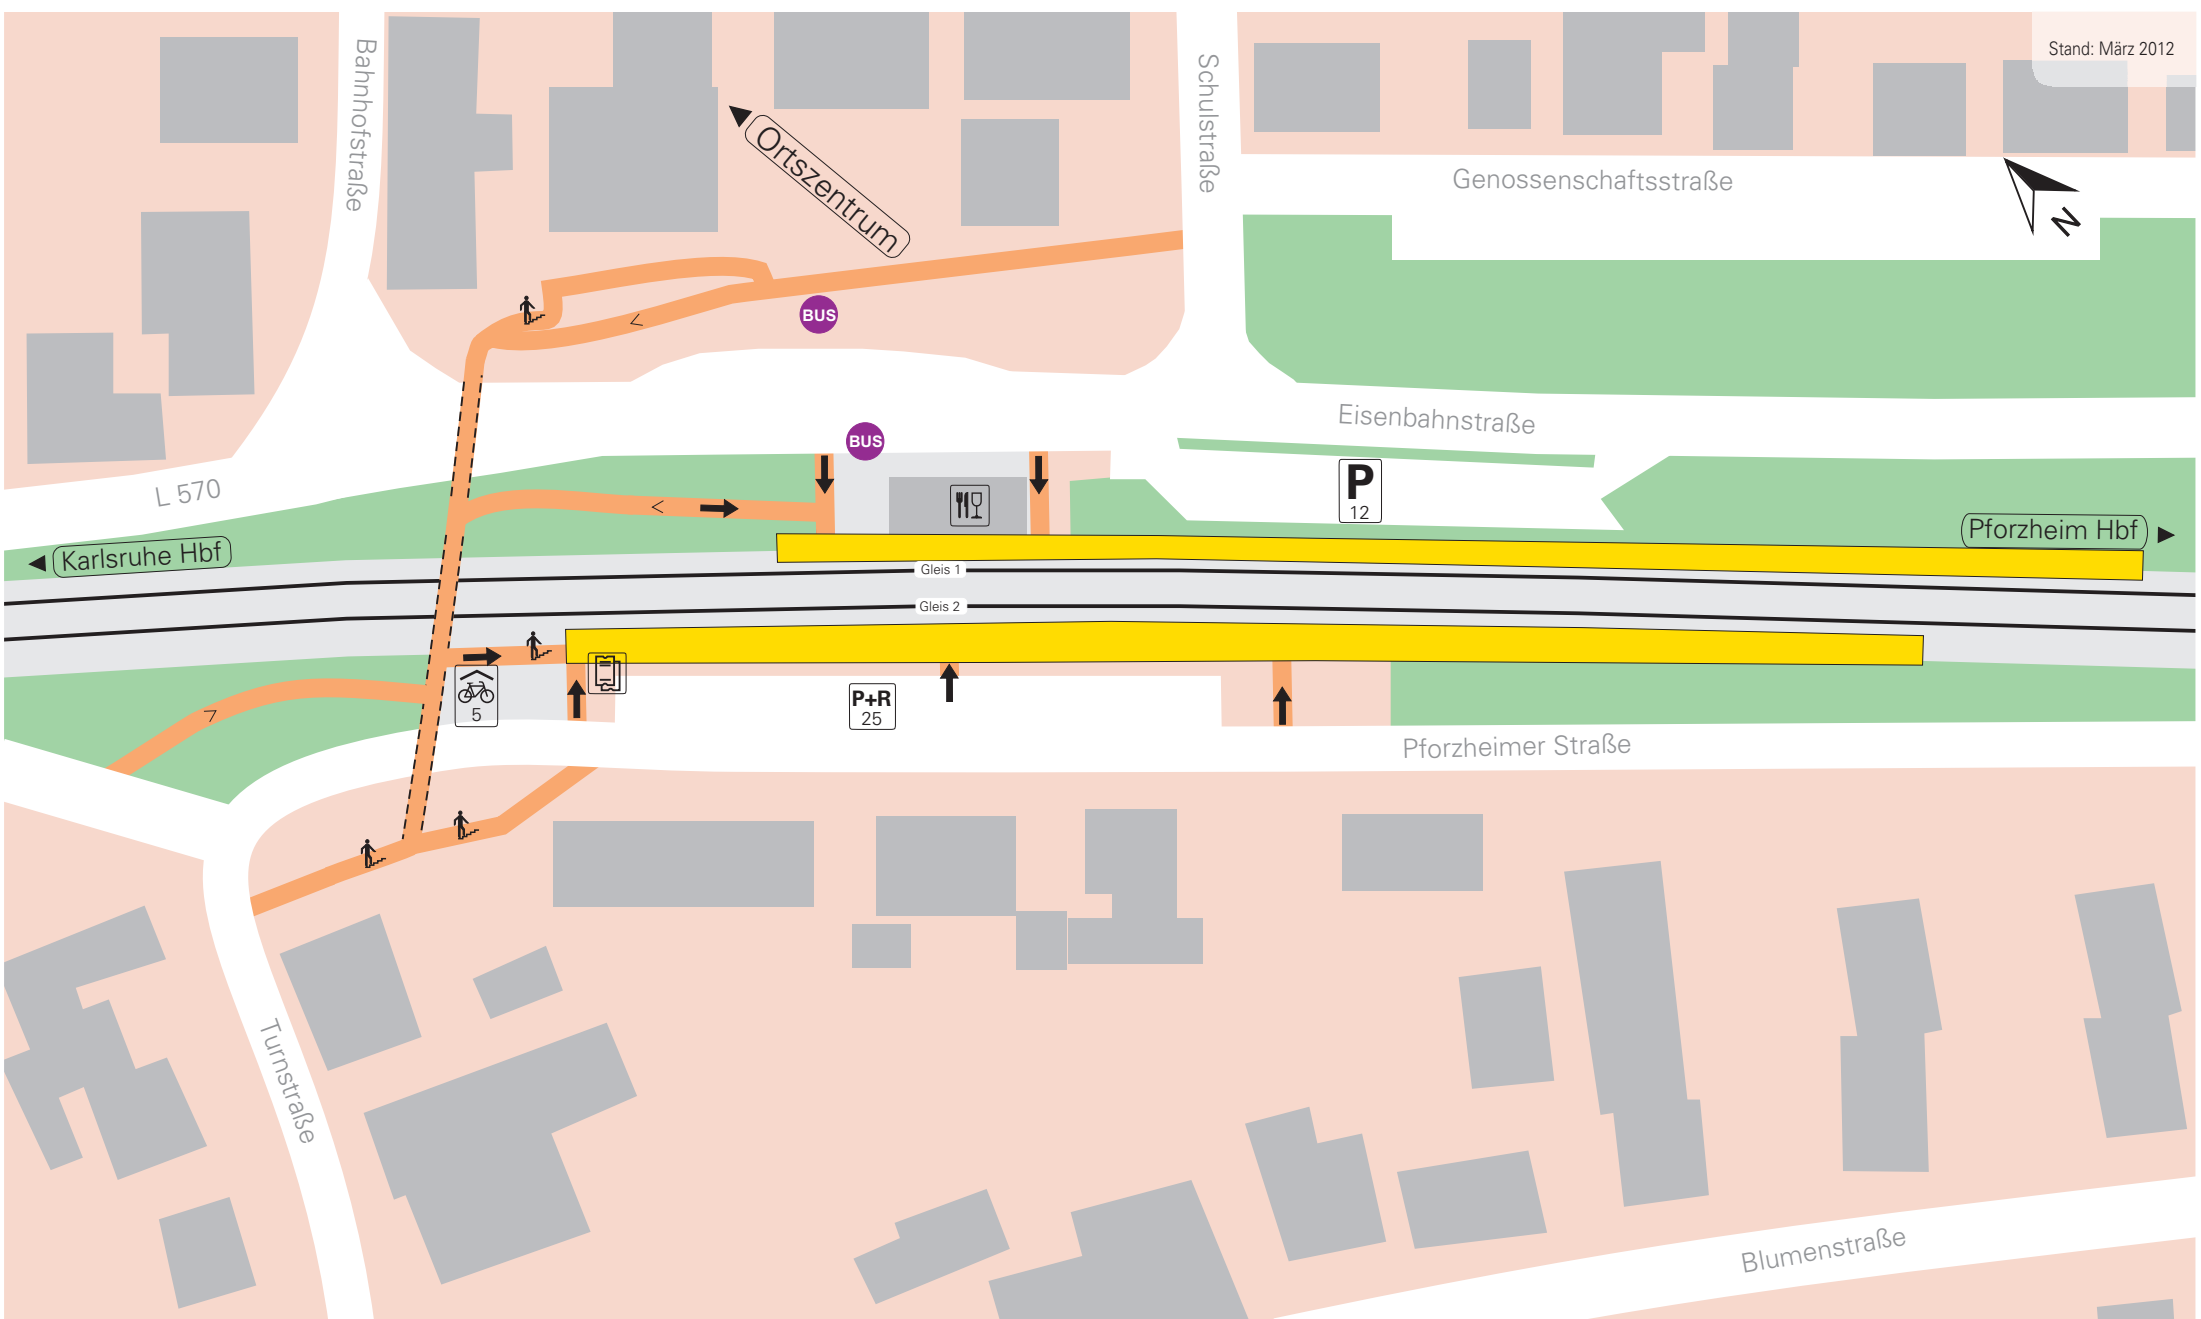 Stand: März 2012
Bahnhofstraße
Schulstraße
Ortszentrum
Genossenschaftsstraße
N
BUS
Eisenbahnstraße
BUS
L 570
P
12
Karlsruhe Hbf
Pforzheim Hbf
Gleis 1
Gleis 2
5
P+R
25
Pforzheimer Straße
Turnstraße
Blumenstraße